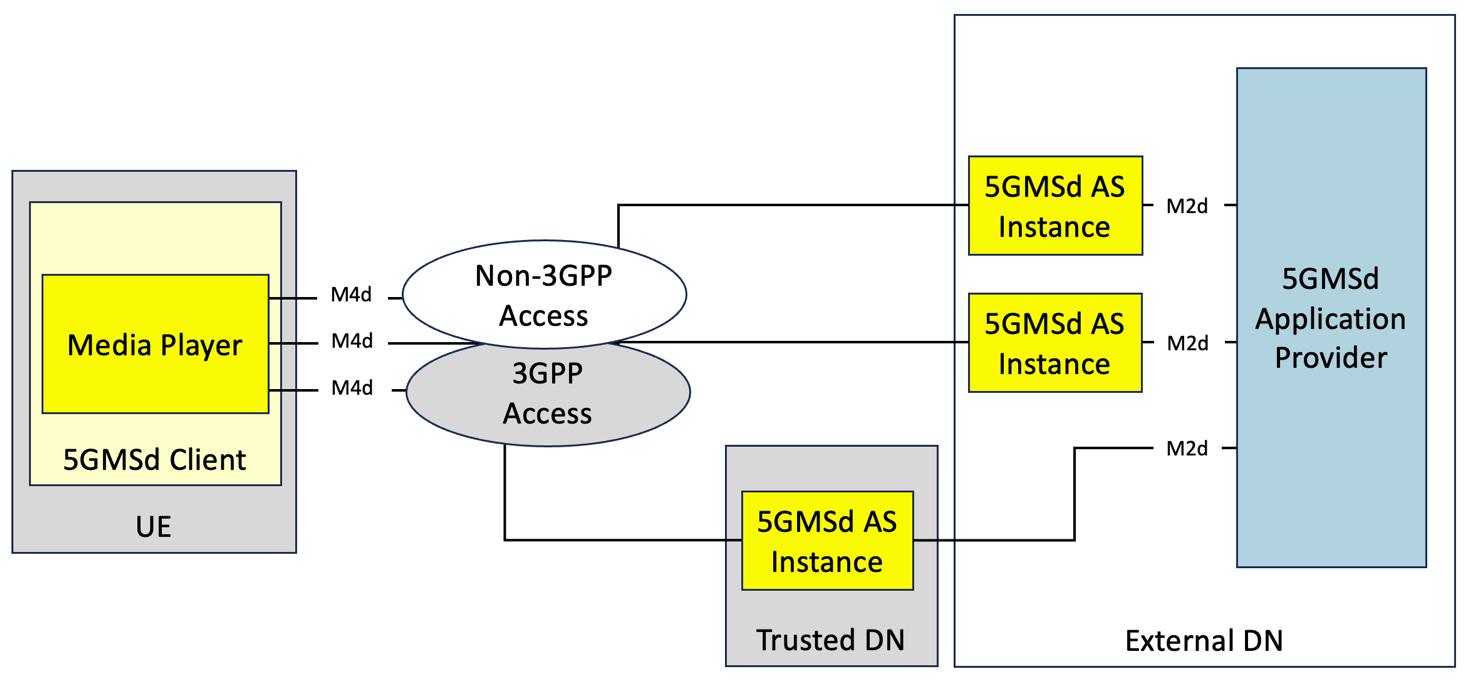 5GMSd AS
Instance
M2d
Non-3GPP
Access
M4d
Media Player
M4d
5GMSd AS
Instance
M2d
5GMSd
Application
Provider
3GPP
Access
M4d
5GMSd Client
UE
M2d
5GMSd AS
Instance
Trusted DN
External DN